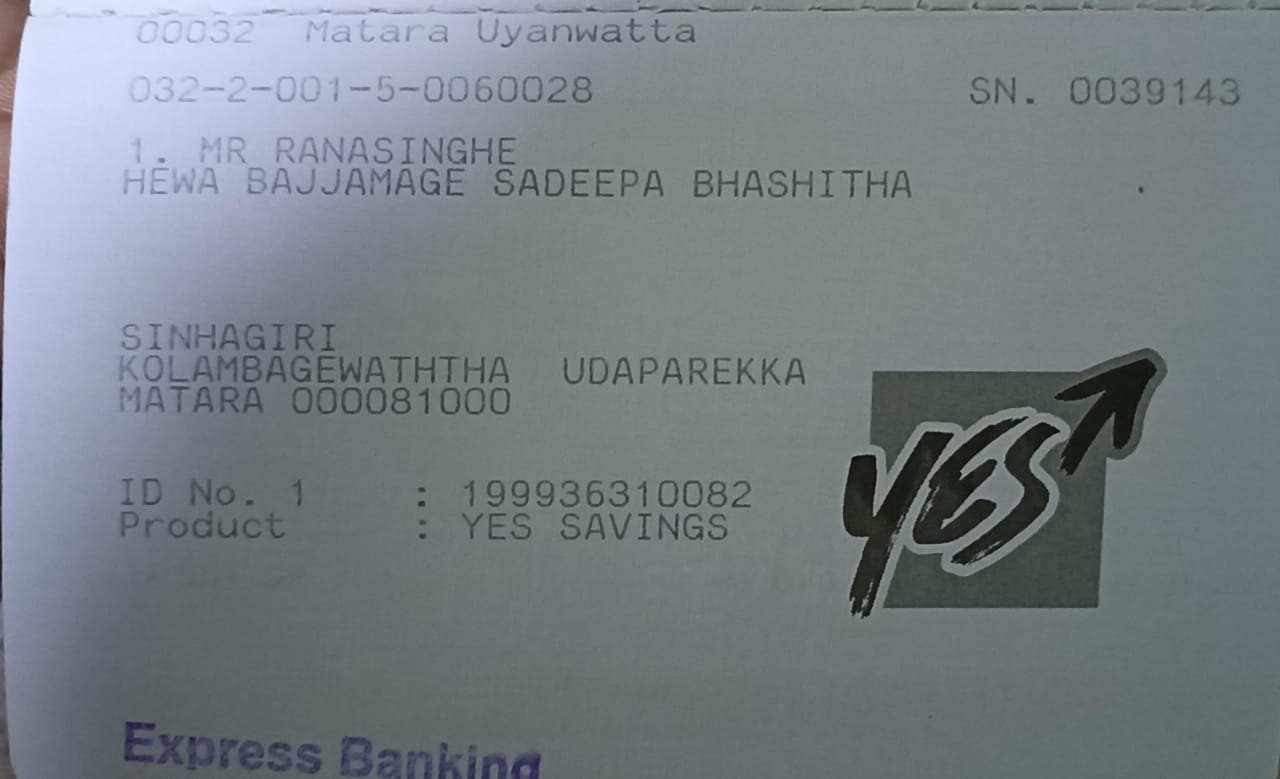 00032 Matara Uyanwatta
032-2-001-5-0060028 SN. 0039143
1. MR RANASINGHE
HEWA BAJJAMAGE SADEEPA BHASHITHA
SINHAGIRI
KOLAMBAGEWATHTHA UDAPAREKKA
MATARA 000081000
YES
ID No. 1 : 199936310082
Product : YES SAVINGS
Express Banking